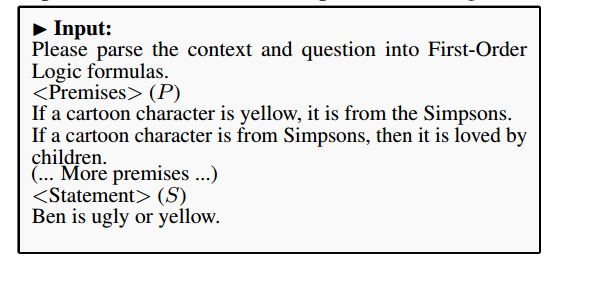 ► Input:
Please parse the context and question into First-Order
Logic formulas.
<Premises> (P)
If a cartoon character is yellow, it is from the Simpsons.
If a cartoon character is from Simpsons, then it is loved by
children.
(... More premises ...)
<Statement> (S)
Ben is ugly or yellow.